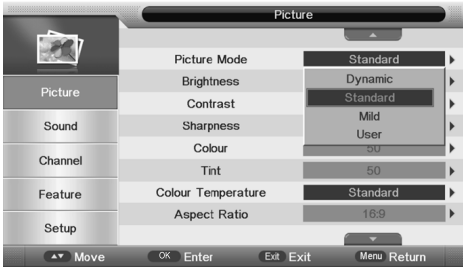 Picture
Picture
Sound
Channel
Feature
Setup
Picture Mode Standard
Brightness
Contrast
Sharpness
Colour 50
Tint 50
Colour Temperature Standard
Aspect Ratio 16:9
Dynamic
Standard
Mild
User
Move OK Enter Exit Exit Menu Return